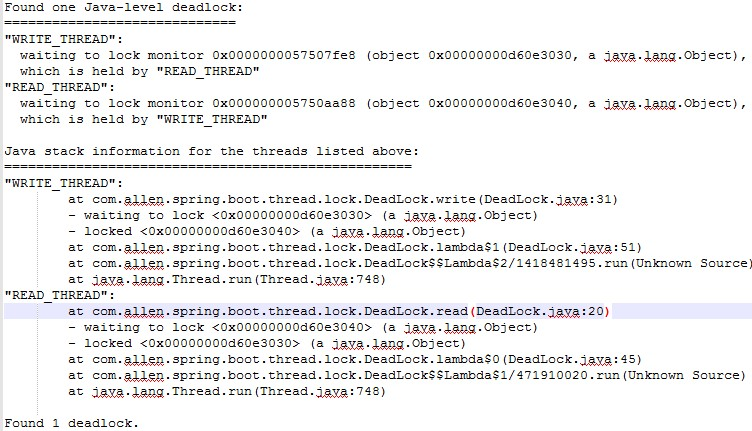 Found one Java-level deadlock:
=============================
"WRITE_THREAD":
  waiting to lock monitor 0x0000000057507fe8 (object 0x00000000d60e3030, a java.lang.Object),
  which is held by "READ_THREAD"
"READ_THREAD":
  waiting to lock monitor 0x000000005750aa88 (object 0x00000000d60e3040, a java.lang.Object),
  which is held by "WRITE_THREAD"

Java stack information for the threads listed above:
===================================================
"WRITE_THREAD":
        at com.allen.spring.boot.thread.lock.DeadLock.write(DeadLock.java:31)
        - waiting to lock <0x00000000d60e3030> (a java.lang.Object)
        - locked <0x00000000d60e3040> (a java.lang.Object)
        at com.allen.spring.boot.thread.lock.DeadLock.lambda$1(DeadLock.java:51)
        at com.allen.spring.boot.thread.lock.DeadLock$$Lambda$2/1418481495.run(Unknown Source)
        at java.lang.Thread.run(Thread.java:748)
"READ_THREAD":
        at com.allen.spring.boot.thread.lock.DeadLock.read(DeadLock.java:20)
        - waiting to lock <0x00000000d60e3040> (a java.lang.Object)
        - locked <0x00000000d60e3030> (a java.lang.Object)
        at com.allen.spring.boot.thread.lock.DeadLock.lambda$0(DeadLock.java:45)
        at com.allen.spring.boot.thread.lock.DeadLock$$Lambda$1/471910020.run(Unknown Source)
        at java.lang.Thread.run(Thread.java:748)

Found 1 deadlock.